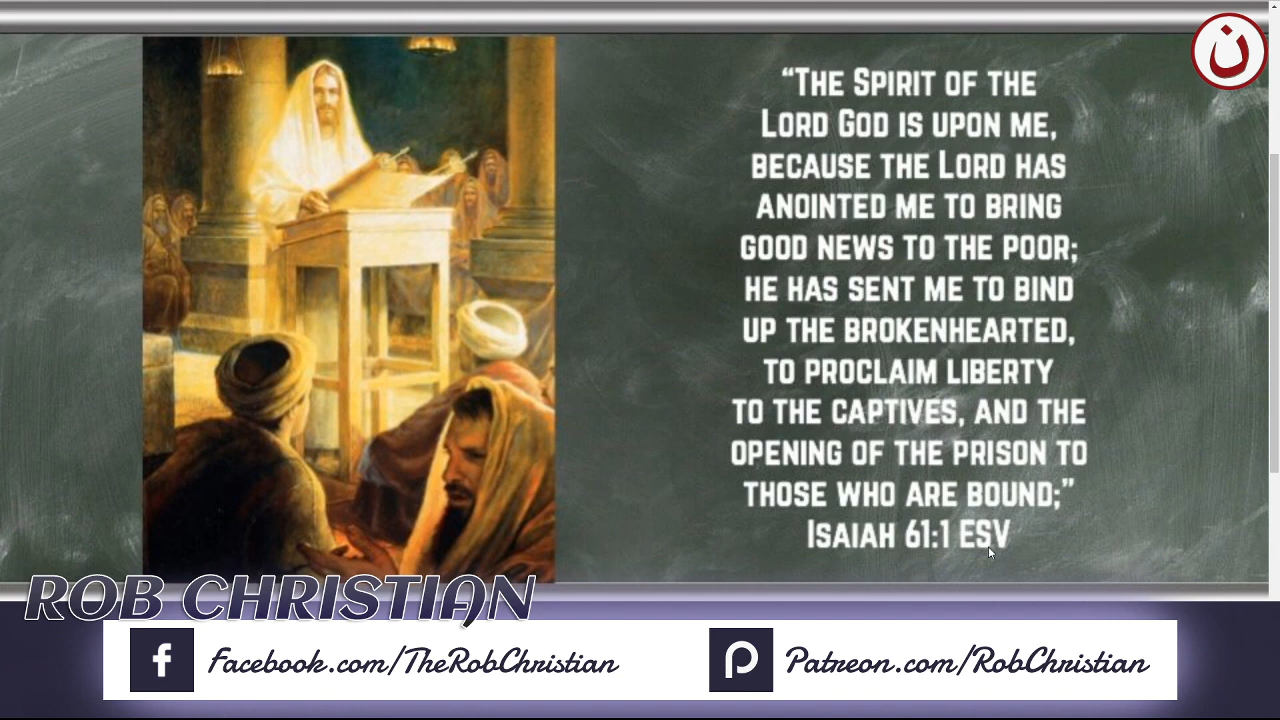 ن
“The Spirit of the
Lord God is upon me,
because the Lord has
anointed me to bring
good news to the poor;
he has sent me to bind
up the brokenhearted,
to proclaim liberty
to the captives, and the
opening of the prison to
those who are bound;”
Isaiah 61:1 ESV
ROB CHRISTIAN
Facebook.com/TheRobChristian
Patreon.com/RobChristian